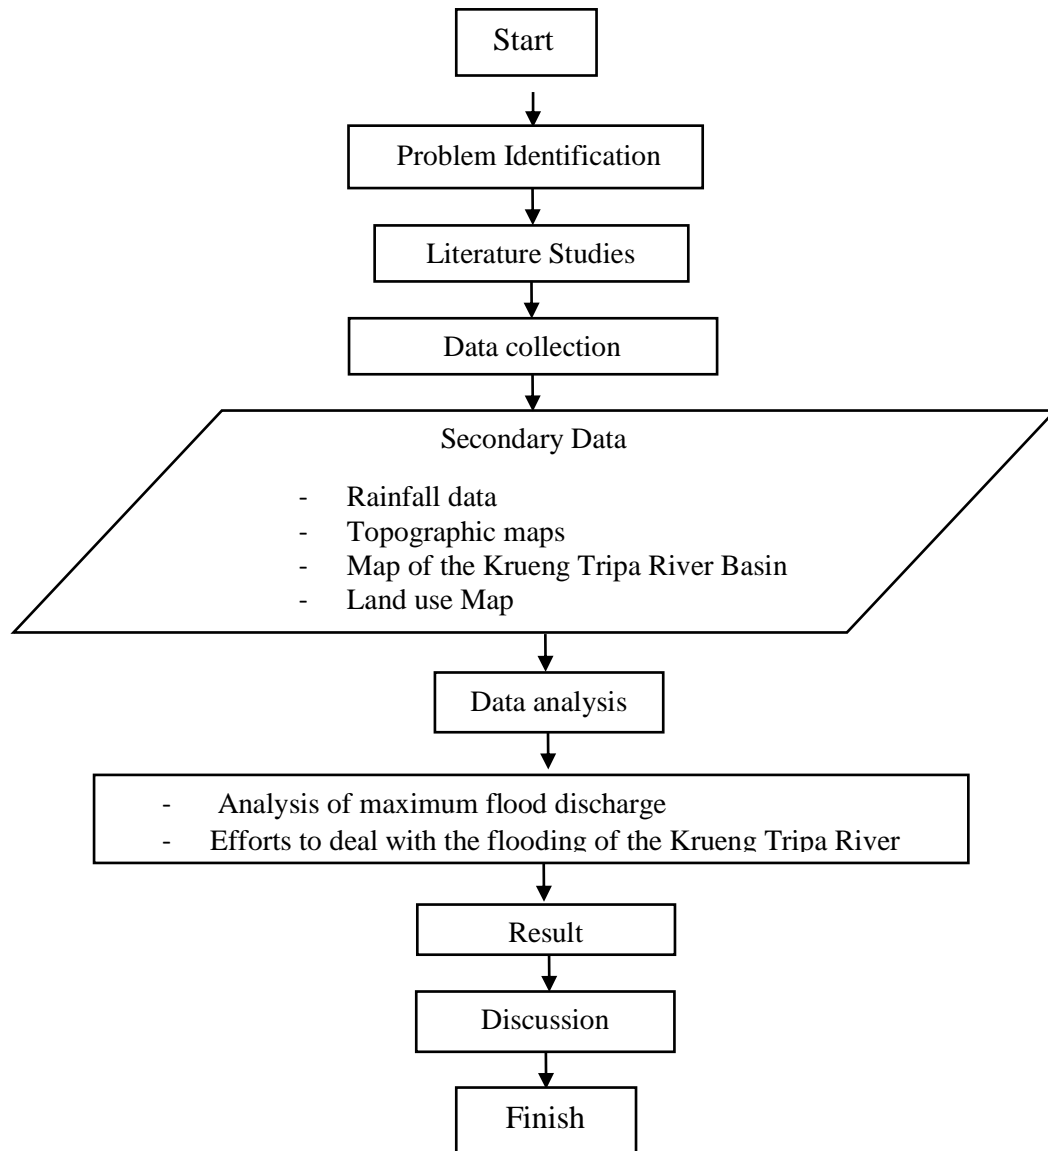 Start
Problem Identification
Literature Studies
Data collection
Secondary Data
- Rainfall data
- Topographic maps
- Map of the Krueng Tripa River Basin
- Land use Map
Data analysis
- Analysis of maximum flood discharge
- Efforts to deal with the flooding of the Krueng Tripa River
Result
Discussion
Finish